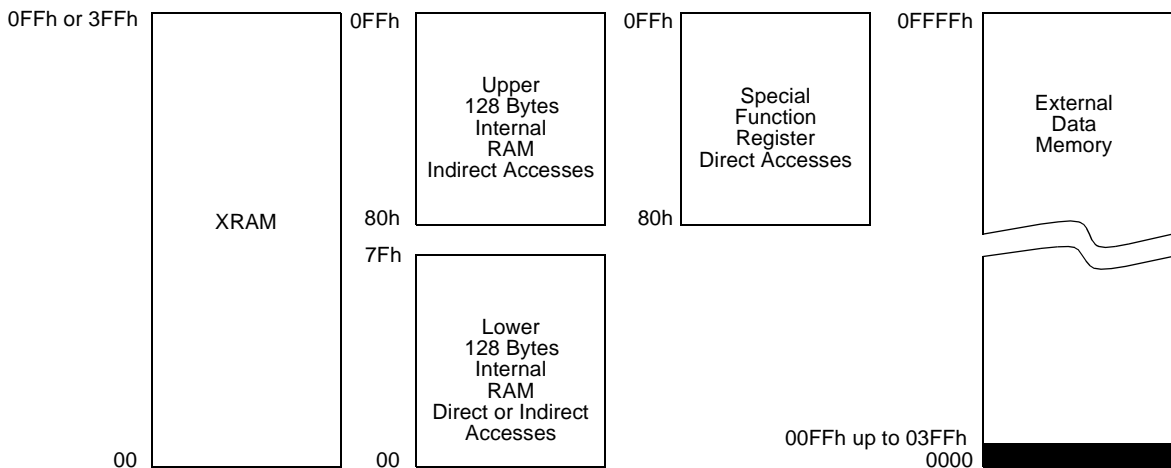 0FFh or 3FFh
XRAM
00
0FFh
Upper
128 Bytes
Internal
RAM
Indirect Accesses
80h
7Fh
Lower
128 Bytes
Internal
RAM
Direct or Indirect
Accesses
00
0FFh
Special
Function
Register
Direct Accesses
80h
0FFFFh
External
Data
Memory
00FFh up to 03FFh
0000